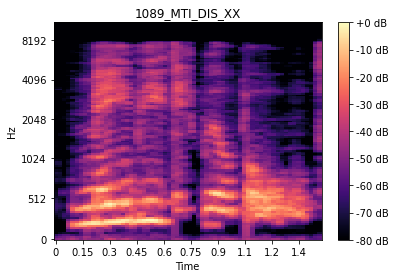 1089_MTI_DIS_XX
+0 dB
8192
-10 dB
4096
-20 dB
-30 dB
2048
Hz
-40 dB
1024
-50 dB
512
-60 dB
-70 dB
0
-80 dB
0 0.15 0.3 0.45 0.6 0.75 0.9 1.1 1.2 1.4
Time